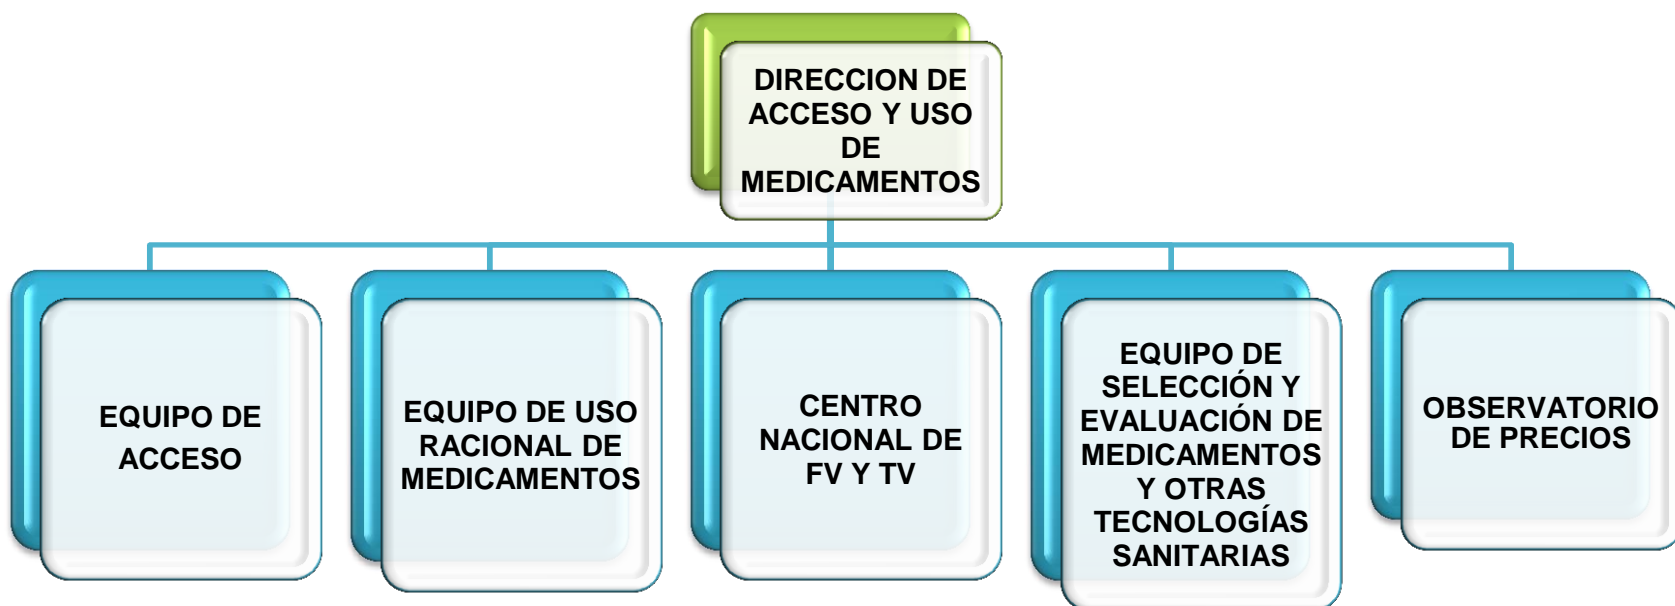 DIRECCION DE
ACCESO Y USO
DE
MEDICAMENTOS
EQUIPO DE
ACCESO
EQUIPO DE USO
RACIONAL DE
MEDICAMENTOS
CENTRO
NACIONAL DE
FV Y TV
EQUIPO DE
SELECCIÓN Y
EVALUACIÓN DE
MEDICAMENTOS
Y OTRAS
TECNOLOGÍAS
SANITARIAS
OBSERVATORIO
DE PRECIOS